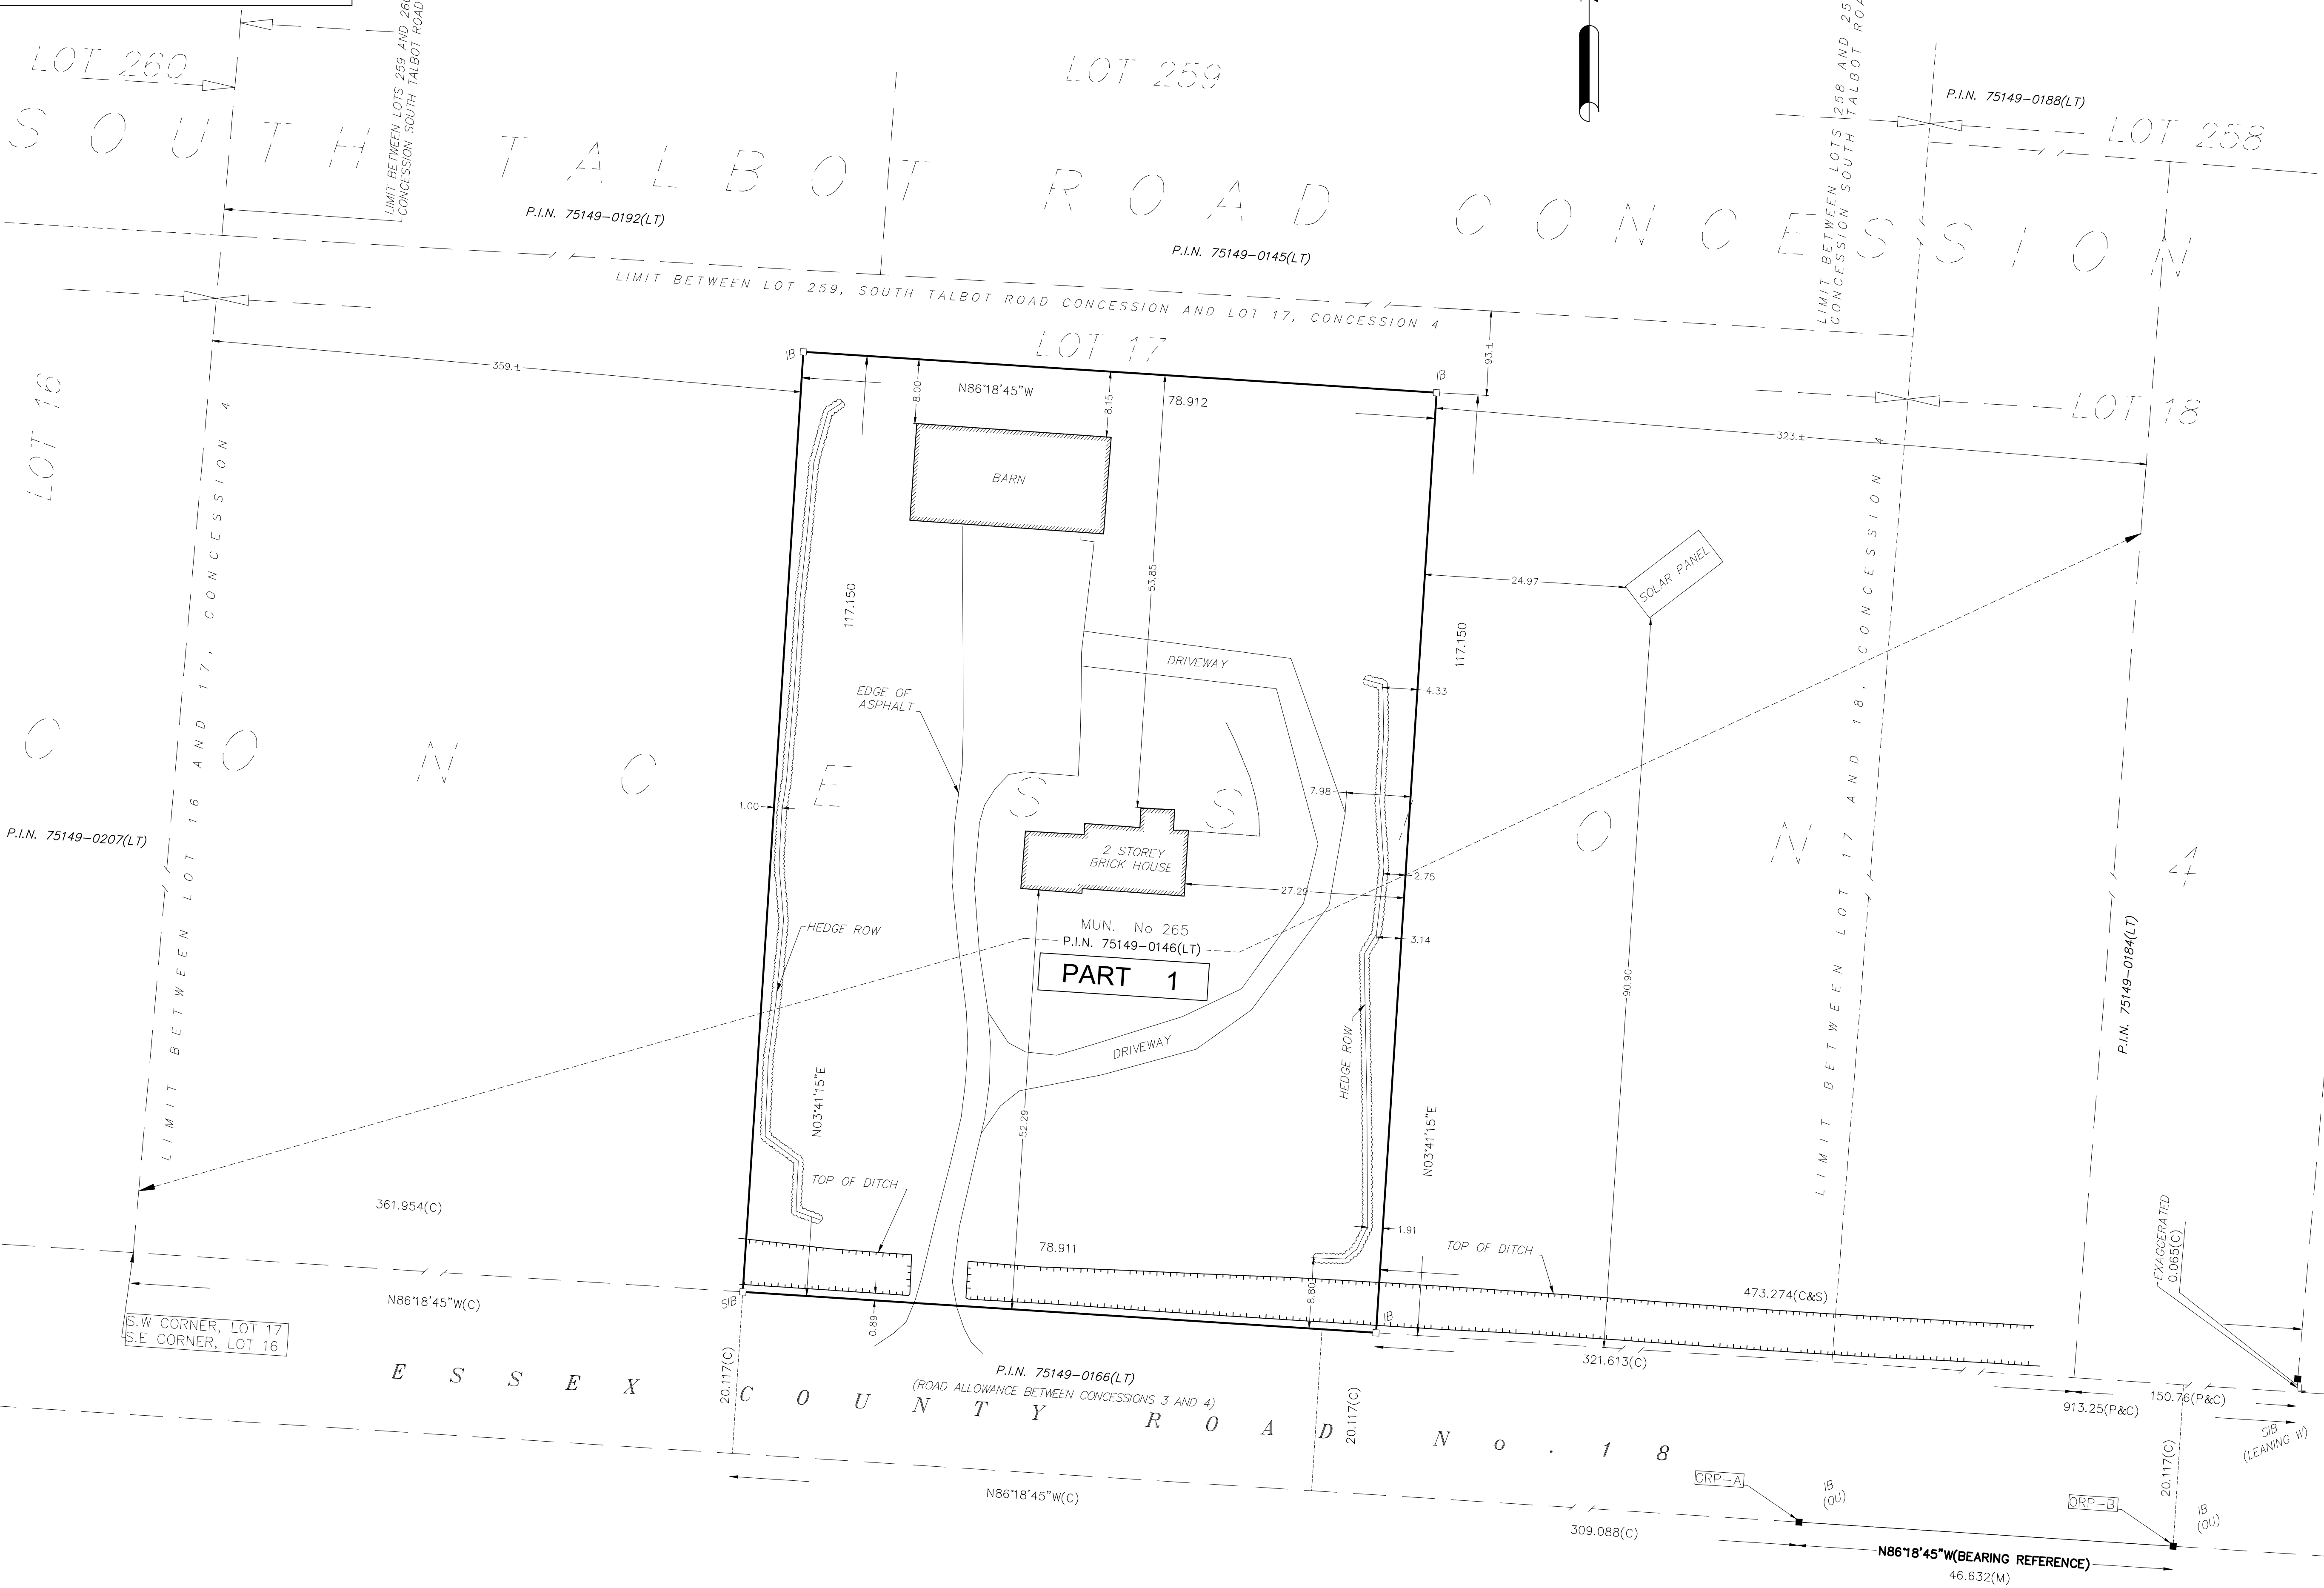 LIMIT BETWEEN LOTS 259 AND 260
CONCESSION SOUTH TALBOT ROAD
LOT 260
LOT 259
LIMIT BETWEEN LOTS 258 AND 25
CONCESSION SOUTH TALBOT ROA
P.I.N. 75149-0188(LT)
LOT 258
SOUTH TALBOT ROAD CONCESSION
P.I.N. 75149-0192(LT)
P.I.N. 75149-0145(LT)
LIMIT BETWEEN LOT 259, SOUTH TALBOT ROAD CONCESSION AND LOT 17, CONCESSION 4
LOT 17
IB
IB
93.±
359.±
8.00
N86°18'45"W
8.15
78.912
LOT 16
LOT 18
323.±
BARN
53.85
24.97
SOLAR PANEL
117.150
117.150
DRIVEWAY
4.33
EDGE OF
ASPHALT
CONCESSION 4
1.00
7.98
P.I.N. 75149-0207(LT)
LIMIT BETWEEN LOT 16 AND 17, CONCESSION 4
LIMIT BETWEEN LOT 17 AND 18, CONCESSION 4
2 STOREY
BRICK HOUSE
2.75
27.29
HEDGE ROW
MUN. No 265
P.I.N. 75149-0146(LT)
3.14
PART 1
90.90
P.I.N. 75149-0184(LT)
HEDGE ROW
DRIVEWAY
N03°41'15"E
52.29
N03°41'15"E
TOP OF DITCH
361.954(C)
1.91
78.911
TOP OF DITCH
EXAGGERATED
0.065(C)
473.274(C&S)
8.80
0.89
SIB
IB
N86°18'45"W(C)
S.W CORNER, LOT 17
S.E CORNER, LOT 16
321.613(C)
20.117(C)
P.I.N. 75149-0166(LT)
(ROAD ALLOWANCE BETWEEN CONCESSIONS 3 AND 4)
ESSEX COUNTY ROAD No. 18
20.117(C)
150.76(P&C)
913.25(P&C)
SIB
(LEANING W)
20.117(C)
N86°18'45"W(C)
ORP-A
IB
(OU)
ORP-B
IB
(OU)
309.088(C)
N86°18'45"W(BEARING REFERENCE)
46.632(M)